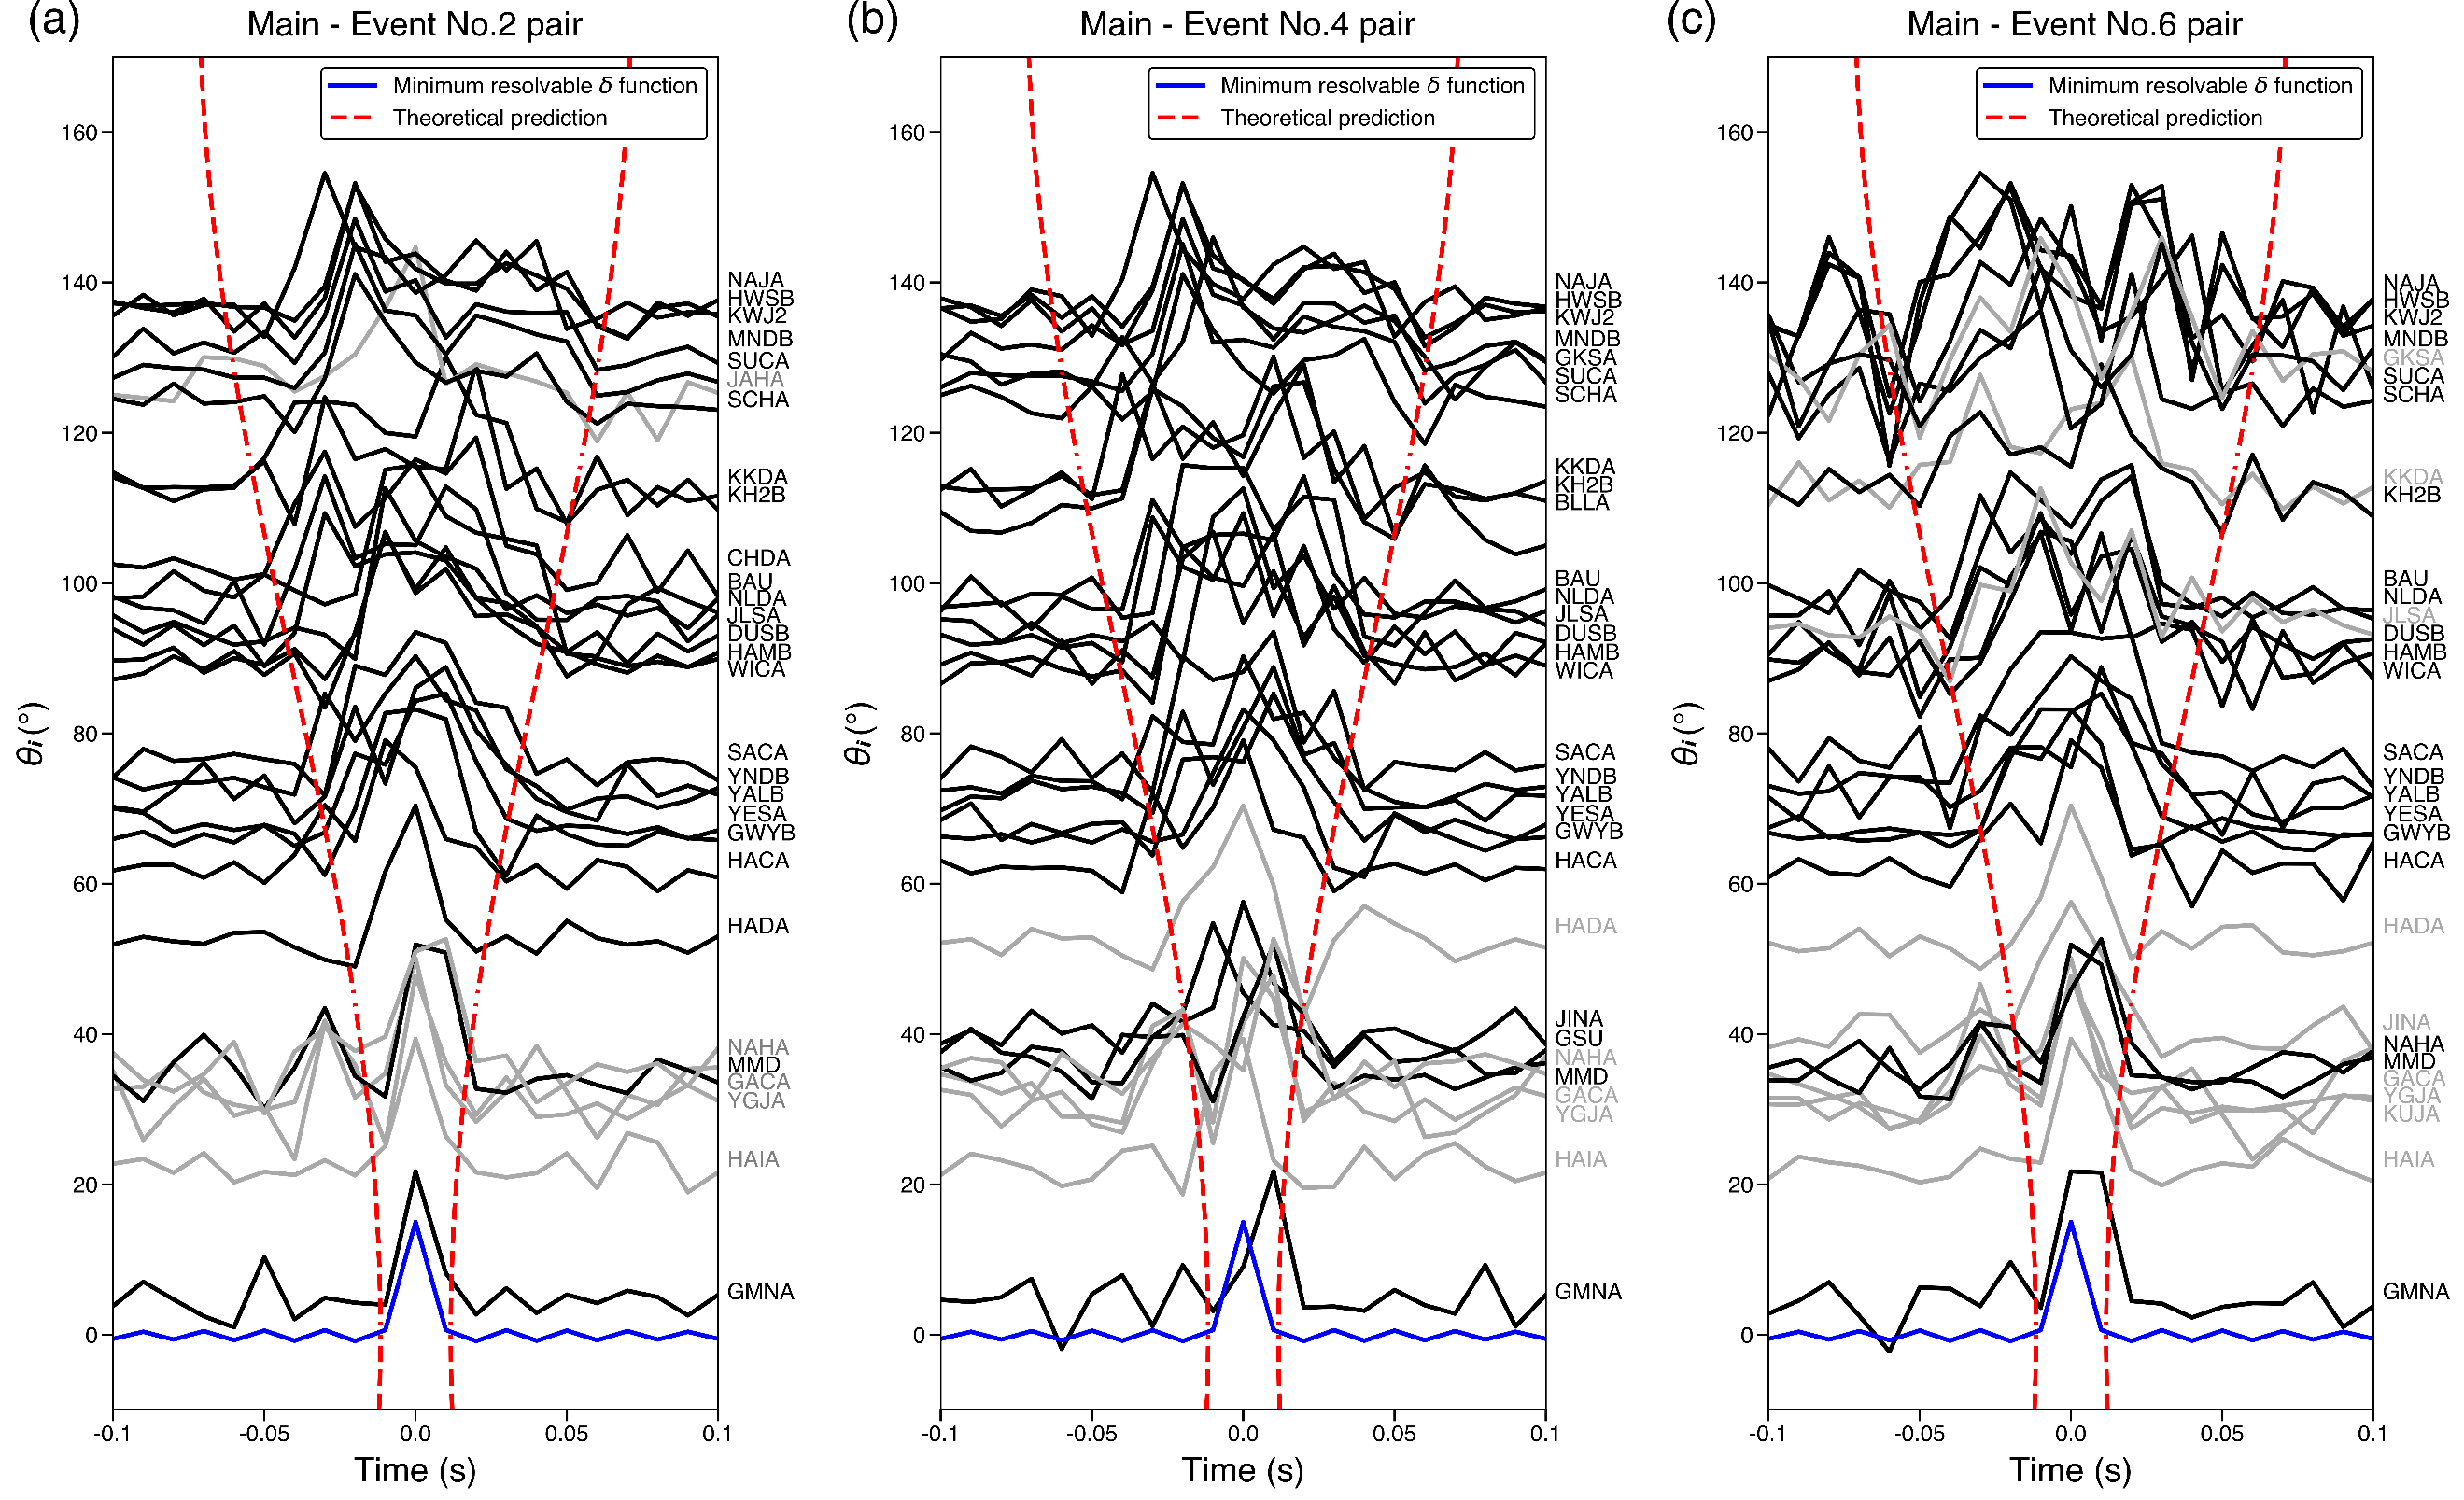 (a) Main - Event No.2 pair
Minimum resolvable δ function
Theoretical prediction
160
140
120
100
80
60
40
20
0
θi(°)
NAJA
HWSB
KWJ2
MNDB
SUCA
JAHA
SCHA
KKDA
KH2B
CHDA
BAU
NLDA
JLSA
DUSB
HAMB
WICA
SACA
YNDB
YALB
YESA
GWYB
HACA
HADA
NAHA
MMD
GACA
YGJA
HAIA
GMNA
-0.1 -0.05 0.0 0.05 0.1
Time (s)
(b) Main - Event No.4 pair
Minimum resolvable δ function
Theoretical prediction
160
140
120
100
80
60
40
20
0
θi(°)
NAJA
HWSB
KWJ2
MNDB
GKSA
SUCA
SCHA
KKDA
KH2B
BLLA
BAU
NLDA
JLSA
DUSB
HAMB
WICA
SACA
YNDB
YALB
YESA
GWYB
HACA
HADA
JINA
GSU
NAHA
MMD
GACA
YGJA
HAIA
GMNA
-0.1 -0.05 0.0 0.05 0.1
Time (s)
(c) Main - Event No.6 pair
Minimum resolvable δ function
Theoretical prediction
160
140
120
100
80
60
40
20
0
θi(°)
NAJA
HWSB
KWJ2
MNDB
GKSA
SUCA
SCHA
KKDA
KH2B
BAU
NLDA
JLSA
DUSB
HAMB
WICA
SACA
YNDB
YALB
YESA
GWYB
HACA
HADA
JINA
NAHA
MMD
GACA
YGJA
KUJA
HAIA
GMNA
-0.1 -0.05 0.0 0.05 0.1
Time (s)